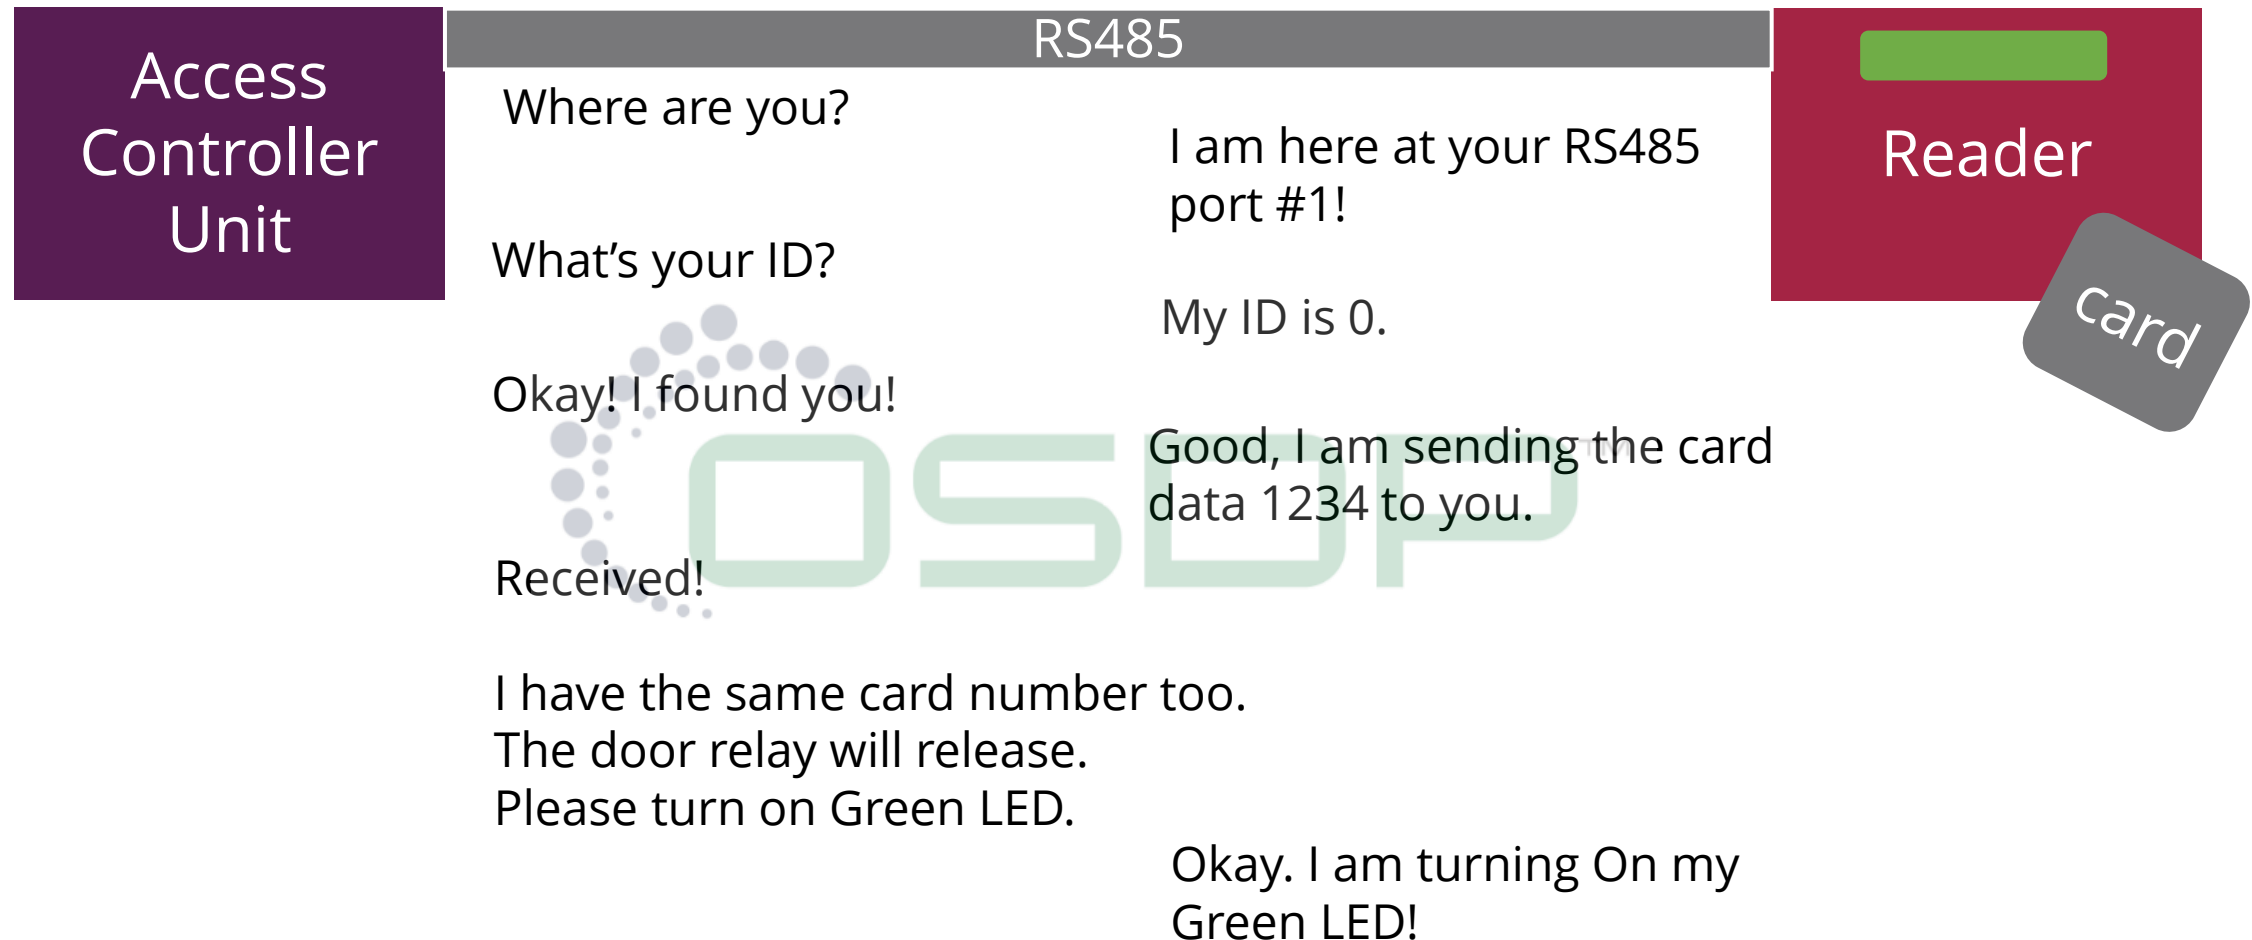 Access
Controller
Unit
RS485
Reader
card
Where are you?
I am here at your RS485
port #1!
What’s your ID?
My ID is 0.
Okay! I found you!
Good, I am sending the card
data 1234 to you.
OSDP™
Received!
I have the same card number too.
The door relay will release.
Please turn on Green LED.
Okay. I am turning On my
Green LED!